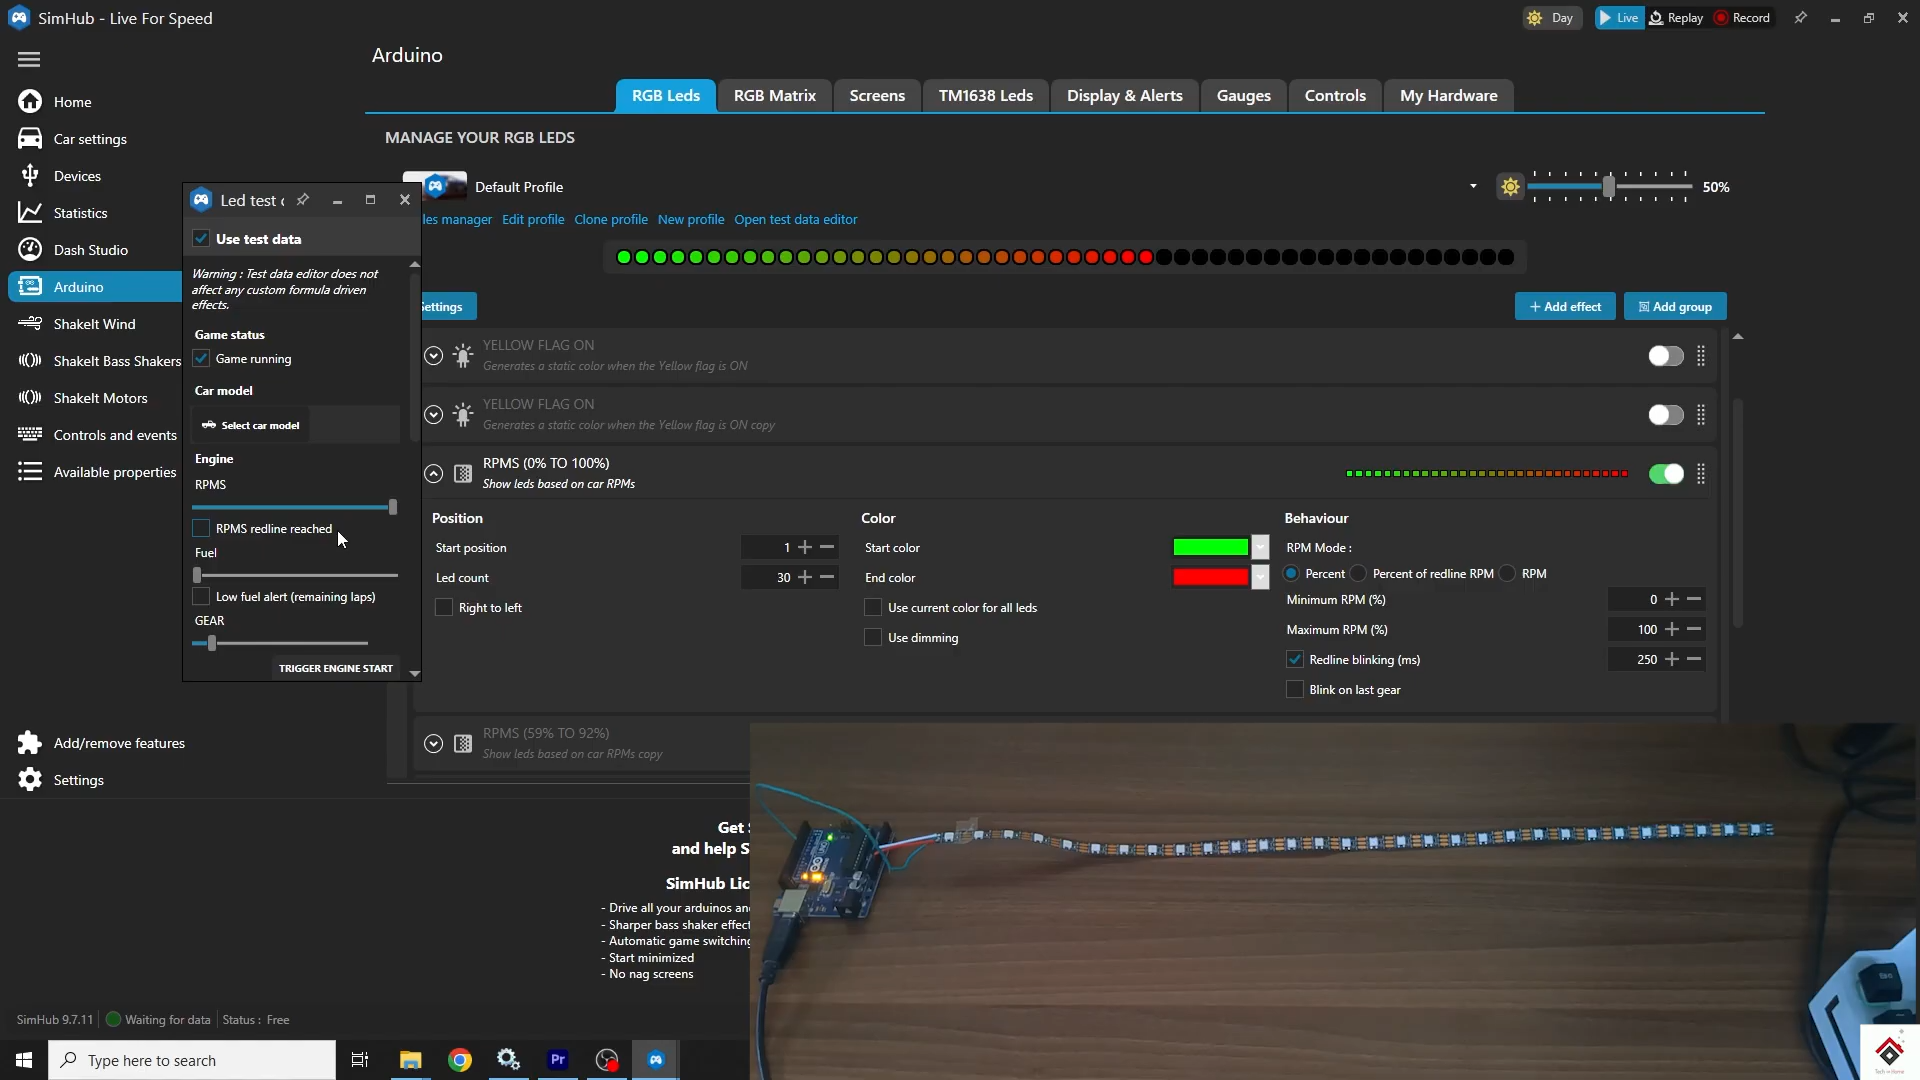 SimHub - Live For Speed
Day
Live
Replay
Record
Arduino
Home
Car settings
Devices
Statistics
Dash Studio
Arduino
ShakeIt Wind
ShakeIt Bass Shakers
ShakeIt Motors
Controls and events
Available properties
Add/remove features
Settings
RGB Leds
RGB Matrix
Screens
TM1638 Leds
Display & Alerts
Gauges
Controls
My Hardware
MANAGE YOUR RGB LEDS
Default Profile
50%
les manager
Edit profile
Clone profile
New profile
Open test data editor
Settings
+ Add effect
Add group
Led test
Use test data
Warning : Test data editor does not
affect any custom formula driven
effects.
Game status
Game running
Car model
Select car model
Engine
RPMS
RPMS redline reached
Fuel
Low fuel alert (remaining laps)
GEAR
TRIGGER ENGINE START
YELLOW FLAG ON
Generates a static color when the Yellow flag is ON
YELLOW FLAG ON
Generates a static color when the Yellow flag is ON copy
RPMS (0% TO 100%)
Show leds based on car RPMs
Position
Start position
1
Led count
30
Right to left
Color
Start color
End color
Use current color for all leds
Use dimming
Behaviour
RPM Mode :
Percent
Percent of redline RPM
RPM
Minimum RPM (%)
0
Maximum RPM (%)
100
Redline blinking (ms)
250
Blink on last gear
RPMS (59% TO 92%)
Show leds based on car RPMs copy
Get
and help S
SimHub Lic
- Drive all your arduinos an
- Sharper bass shaker effect
- Automatic game switching
- Start minimized
- No nag screens
SimHub 9.7.11
Waiting for data
Status : Free
Type here to search
Pr